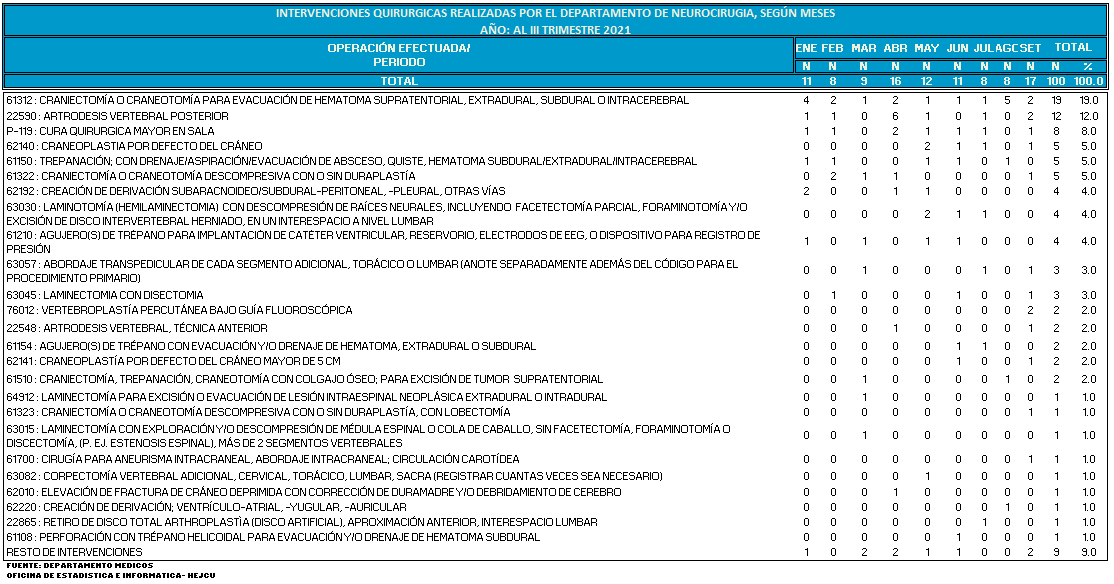 INTERVENCIONES QUIRURGICAS REALIZADAS POR EL DEPARTAMENTO DE NEUROCIRUGIA, SEGÚN MESES
AÑO: AL III TRIMESTRE 2021
OPERACIÓN EFECTUADA/ ENE FEB MAR ABR MAY JUN JUL AGC SET TOTAL
PERIODO N N N N N N N N N N %
TOTAL 11 8 9 16 12 11 8 8 17 100 100.0
61312 : CRANIECTOMÍA O CRANEOTOMÍA PARA EVACUACIÓN DE HEMATOMA SUPRATENTORIAL, EXTRADURAL, SUBDURAL O INTRACEREBRAL 4 2 1 2 1 1 1 5 2 19 19.0
22590 : ARTRODESIS VERTEBRAL POSTERIOR 1 1 0 6 1 0 1 0 2 12 12.0
P-119 : CURA QUIRURGICA MAYOR EN SALA 1 1 0 2 1 1 1 0 1 8 8.0
62140 : CRANEOPLASTIA POR DEFECTO DEL CRÁNEO 0 0 0 0 2 1 1 0 1 5 5.0
61150 : TREPANACIÓN; CON DRENAJE/ASPIRACIÓN/EVACUACIÓN DE ABSCESO, QUISTE, HEMATOMA SUBDURAL/EXTRADURAL/INTRACEREBRAL 1 1 0 0 1 1 0 1 0 5 5.0
61322 : CRANIECTOMÍA O CRANEOTOMÍA DESCOMPRESIVA CON O SIN DURAPLASTÍA 0 2 1 1 0 0 0 0 1 5 5.0
62192 : CREACIÓN DE DERIVACIÓN SUBARACNOIDEO/SUBDURAL-PERITONEAL, -PLEURAL, OTRAS VÍAS 2 0 0 1 1 0 0 0 0 4 4.0
63030 : LAMINOTOMÍA (HEMILAMINECTOMIA) CON DESCOMPRESIÓN DE RAÍCES NEURALES, INCLUYENDO FACETECTOMÍA PARCIAL, FORAMINOTOMÍA Y/O
EXCISIÓN DE DISCO INTERVERTEBRAL HERNIADO, EN UN INTERESPACIO A NIVEL LUMBAR 0 0 0 0 2 1 1 0 0 4 4.0
61210 : AGUJERO(S) DE TRÉPANO PARA IMPLANTACIÓN DE CATÉTER VENTRICULAR, RESERVORIO, ELECTRODOS DE EEG, O DISPOSITIVO PARA REGISTRO DE
PRESIÓN 1 0 1 0 1 1 0 0 0 4 4.0
63057 : ABORDAJE TRANSPEDICULAR DE CADA SEGMENTO ADICIONAL, TORÁCICO O LUMBAR (ANOTE SEPARADAMENTE ADEMÁS DEL CÓDIGO PARA EL
PROCEDIMIENTO PRIMARIO) 0 0 1 0 0 0 1 0 1 3 3.0
63045 : LAMINECTOMIA CON DISECTOMIA 0 1 0 0 0 1 0 0 1 3 3.0
76012 : VERTEBROPLASTÍA PERCUTÁNEA BAJO GUÍA FLUOROSCÓPICA 0 0 0 0 0 0 0 0 2 2 2.0
22548 : ARTRODESIS VERTEBRAL, TÉCNICA ANTERIOR 0 0 0 1 0 0 0 0 1 2 2.0
61154 : AGUJERO(S) DE TRÉPANO CON EVACUACIÓN Y/O DRENAJE DE HEMATOMA, EXTRADURAL O SUBDURAL 0 0 0 0 0 1 1 0 0 2 2.0
62141 : CRANEOPLASTÍA POR DEFECTO DEL CRÁNEO MAYOR DE 5 CM 0 0 0 0 0 1 0 0 1 2 2.0
61510 : CRANIECTOMÍA, TREPANACIÓN, CRANEOTOMÍA CON COLGAJO ÓSEO; PARA EXCISIÓN DE TUMOR SUPRATENTORIAL 0 0 1 0 0 0 0 1 0 2 2.0
64912 : LAMINECTOMÍA PARA EXCISIÓN O EVACUACIÓN DE LESIÓN INTRAESPINAL NEOPLÁSICA EXTRADURAL O INTRADURAL 0 0 1 0 0 0 0 0 0 1 1.0
61323 : CRANIECTOMÍA O CRANEOTOMÍA DESCOMPRESIVA CON O SIN DURAPLASTÍA, CON LOBECTOMÍA 0 0 0 0 0 0 0 0 1 1 1.0
63015 : LAMINECTOMÍA CON EXPLORACIÓN Y/O DESCOMPRESIÓN DE MÉDULA ESPINAL O COLA DE CABALLO, SIN FACETECTOMÍA, FORAMINOTOMÍA O
DISCECTOMÍA, (P. EJ. ESTENOSIS ESPINAL), MÁS DE 2 SEGMENTOS VERTEBRALES 0 0 1 0 0 0 0 0 0 1 1.0
61700 : CIRUGÍA PARA ANEURISMA INTRACRANEAL, ABORDAJE INTRACRANEAL; CIRCULACIÓN CAROTÍDEA 0 0 0 0 0 0 0 0 1 1 1.0
63082 : CORPECTOMÍA VERTEBRAL ADICIONAL, CERVICAL, TORÁCICO, LUMBAR, SACRA (REGISTRAR CUANTAS VECES SEA NECESARIO) 0 0 0 0 1 0 0 0 0 1 1.0
62010 : ELEVACIÓN DE FRACTURA DE CRÁNEO DEPRIMIDA CON CORRECCIÓN DE DURAMADRE Y/O DEBRIDAMIENTO DE CEREBRO 0 0 0 1 0 0 0 0 0 1 1.0
62220 : CREACIÓN DE DERIVACIÓN; VENTRÍCULO-ATRIAL, -YUGULAR, -AURICULAR 0 0 0 0 0 0 0 1 0 1 1.0
22865 : RETIRO DE DISCO TOTAL ARTHROPLASTÌA (DISCO ARTIFICIAL), APROXIMACIÓN ANTERIOR, INTERESPACIO LUMBAR 0 0 0 0 0 0 1 0 0 1 1.0
61108 : PERFORACIÓN CON TRÉPANO HELICOIDAL PARA EVACUACIÓN Y/O DRENAJE DE HEMATOMA SUBDURAL 0 0 0 0 0 1 0 0 0 1 1.0
RESTO DE INTERVENCIONES 1 0 2 2 1 1 0 0 2 9 9.0
FUENTE: DEPARTAMENTO MEDICOS
OFICINA DE ESTADISTICA E INFORMATICA- HEJCU